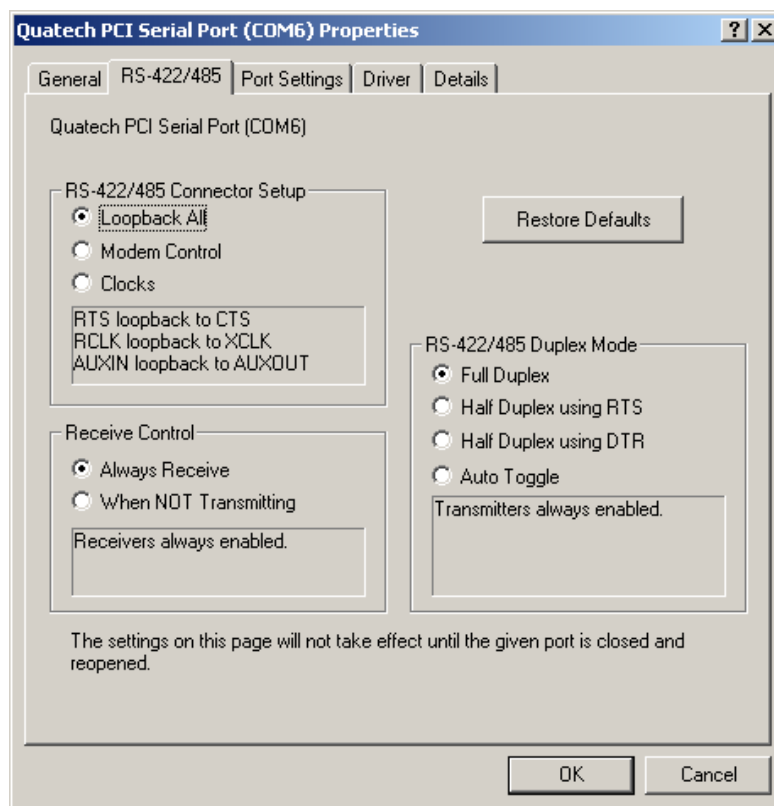 Quatech PCI Serial Port (COM6) Properties
General RS-422/485 Port Settings Driver Details
Quatech PCI Serial Port (COM6)
RS-422/485 Connector Setup
Loopback All
Modem Control
Clocks
RTS loopback to CTS
RCLK loopback to XCLK
AUXIN loopback to AUXOUT
Restore Defaults
Receive Control
Always Receive
When NOT Transmitting
Receivers always enabled.
RS-422/485 Duplex Mode
Full Duplex
Half Duplex using RTS
Half Duplex using DTR
Auto Toggle
Transmitters always enabled.
The settings on this page will not take effect until the given port is closed and
reopened.
OK Cancel